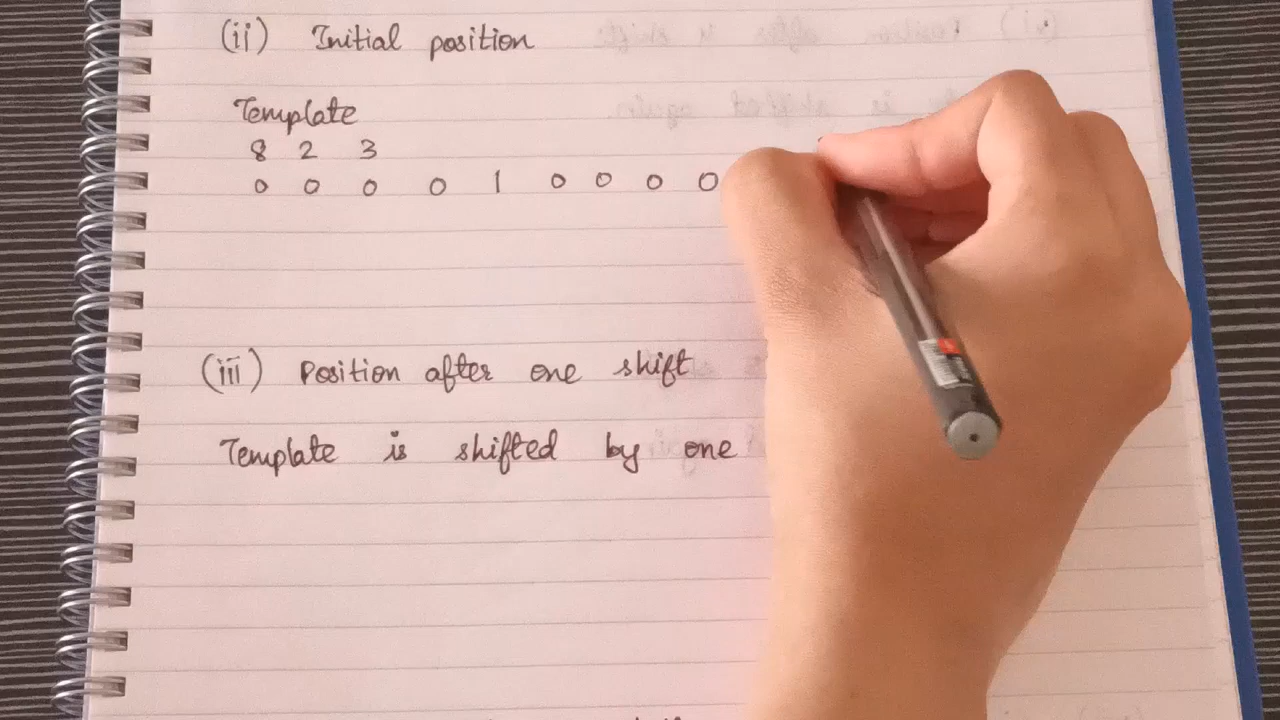 (ii) Initial position
Template
8 2 3
0 0 0 0 1 0 0 0 0
(iii) Position after one shift
Template is shifted by one